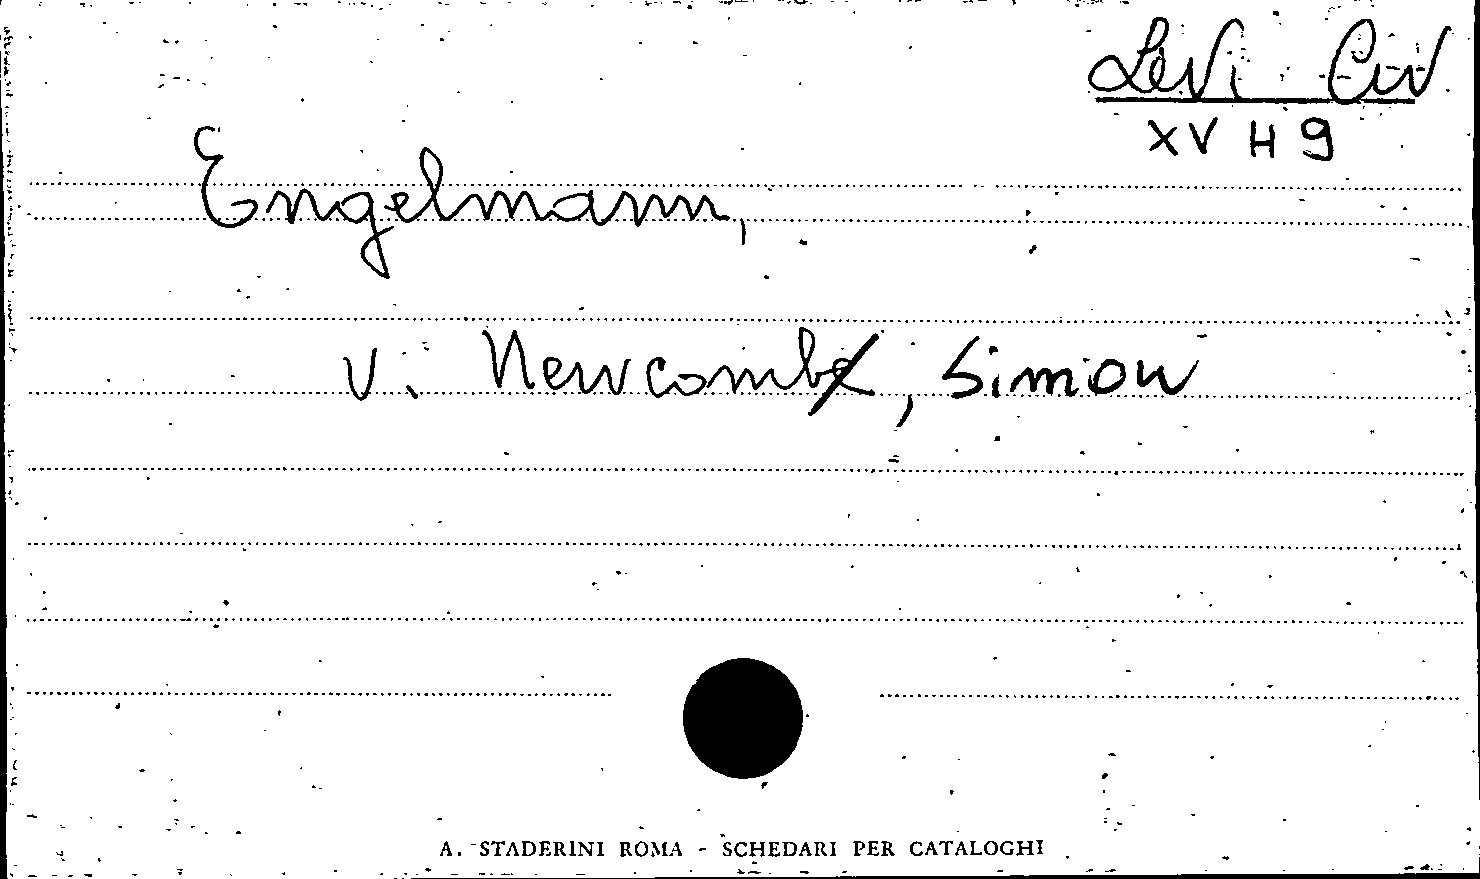 Levi Civ
XV H 9
Engelmann,
v. Newcomb, Simon
A. STADERINI ROMA - SCHEDARI PER CATALOGHI